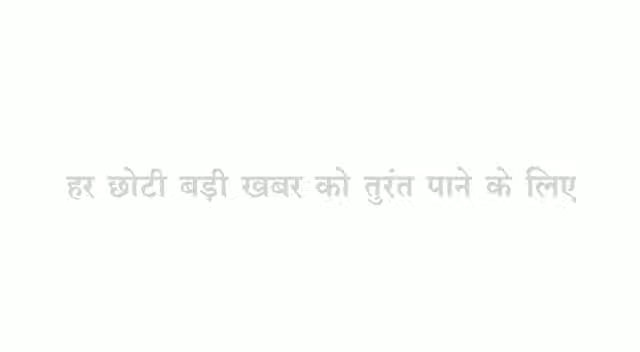 हर छोटी बड़ी खबर को तुरंत पाने के लिए